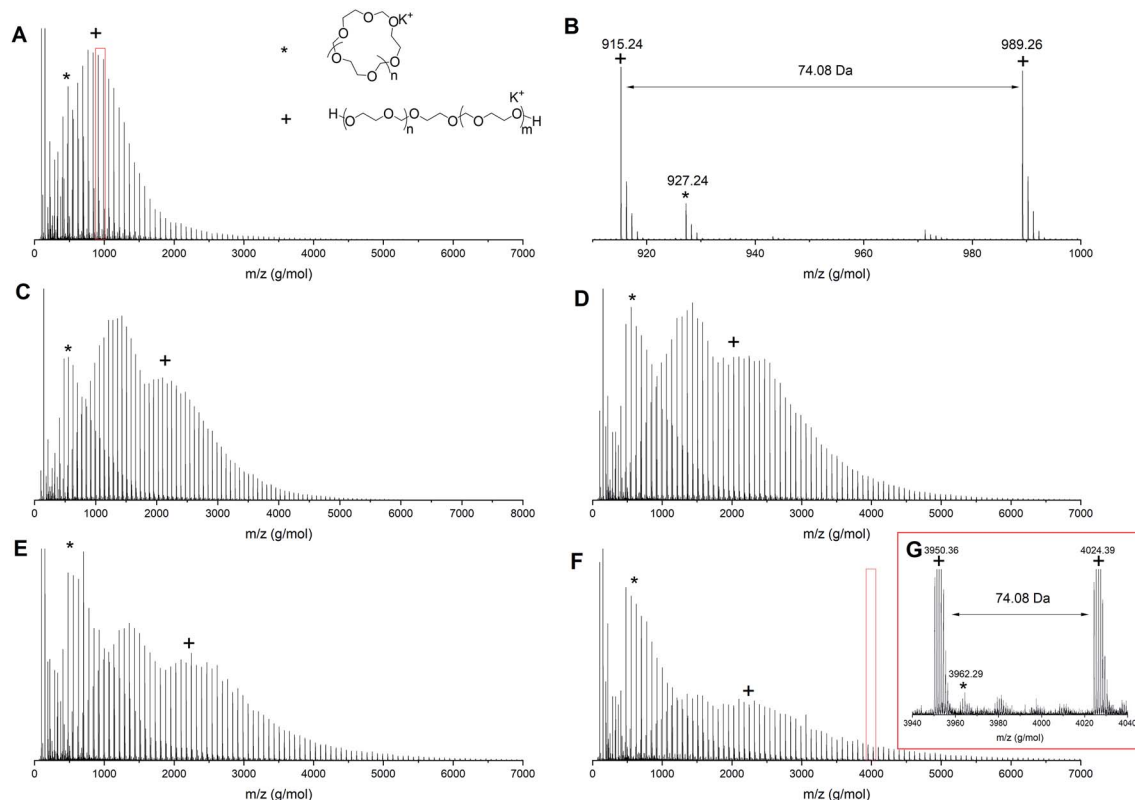 A
+
*
*
K+
O
O
O
O
O
O
O
O
n
+
K+
H
O
O
n
O
O
O
O
m
H
0 1000 2000 3000 4000 5000 6000 7000
m/z (g/mol)
B
915.24
+
989.26
+
74.08 Da
927.24
*
920 940 960 980 1000
m/z (g/mol)
C
*
+
0 1000 2000 3000 4000 5000 6000 7000 8000
m/z (g/mol)
D
*
+
0 1000 2000 3000 4000 5000 6000 7000
m/z (g/mol)
E
*
+
0 1000 2000 3000 4000 5000 6000 7000
m/z (g/mol)
F
*
+
0 1000 2000 3000 4000 5000 6000 7000
m/z (g/mol)
G
3950.36
+
4024.39
+
74.08 Da
3962.29
*
3940 3960 3980 4000 4020 4040
m/z (g/mol)